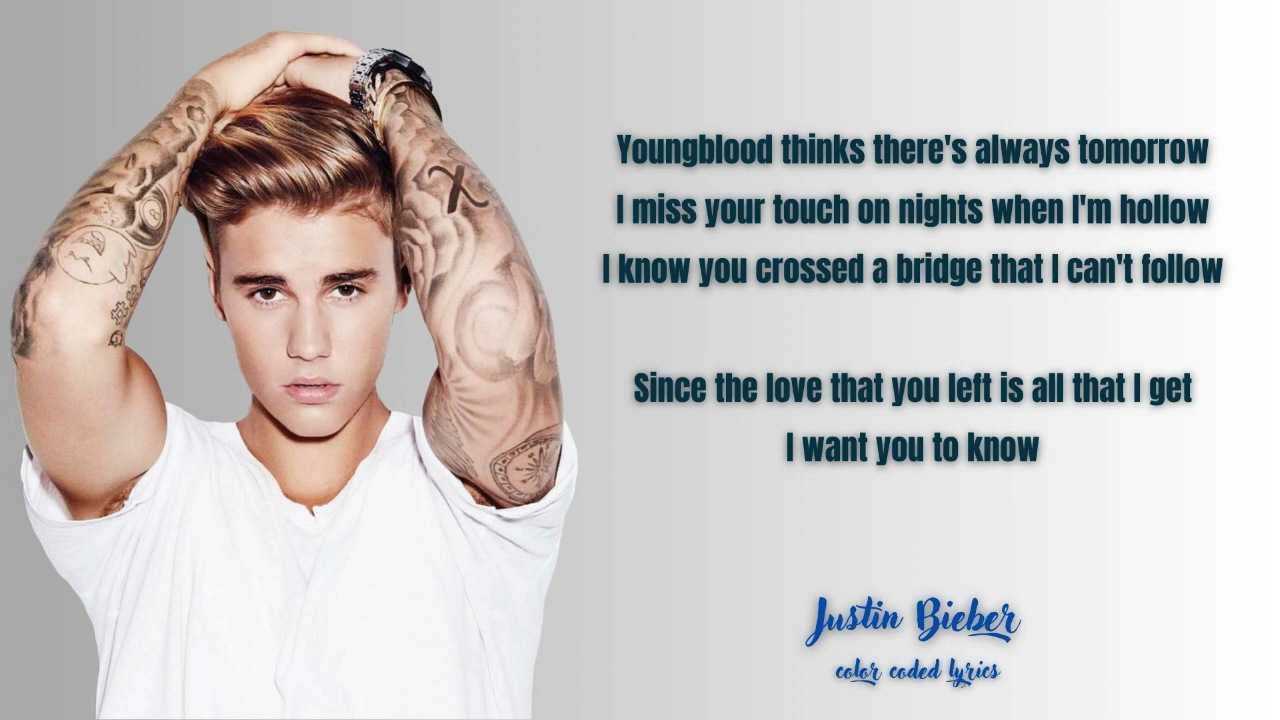 Youngblood thinks there's always tomorrow
I miss your touch on nights when I'm hollow
I know you crossed a bridge that I can't follow
Since the love that you left is all that I get
I want you to know
Justin Bieber
color coded lyrics